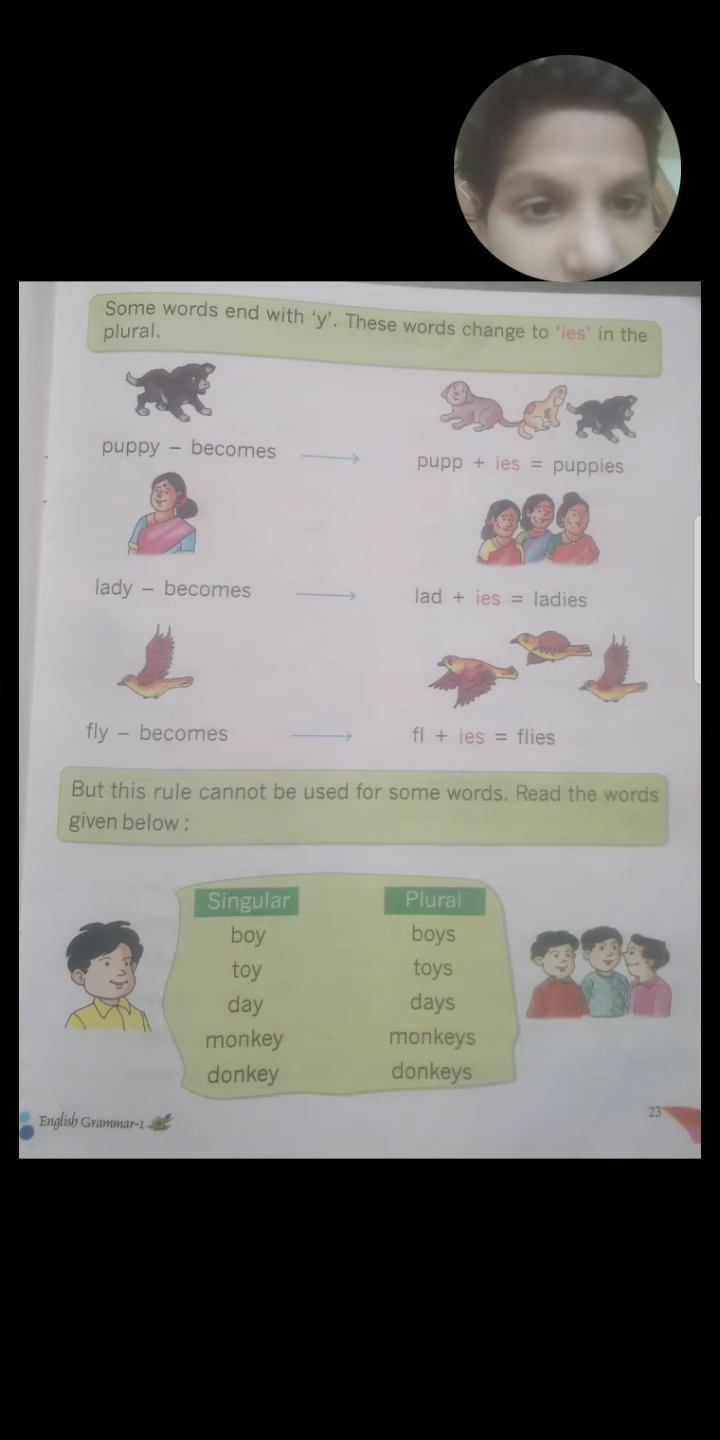 Some words end with ‘y’. These words change to ‘ies’ in the
plural.
puppy – becomes
pupp + ies = puppies
lady – becomes
lad + ies = ladies
fly – becomes
fl + ies = flies
But this rule cannot be used for some words. Read the words
given below :
Singular Plural
boy boys
toy toys
day days
monkey monkeys
donkey donkeys
English Grammar-1
23